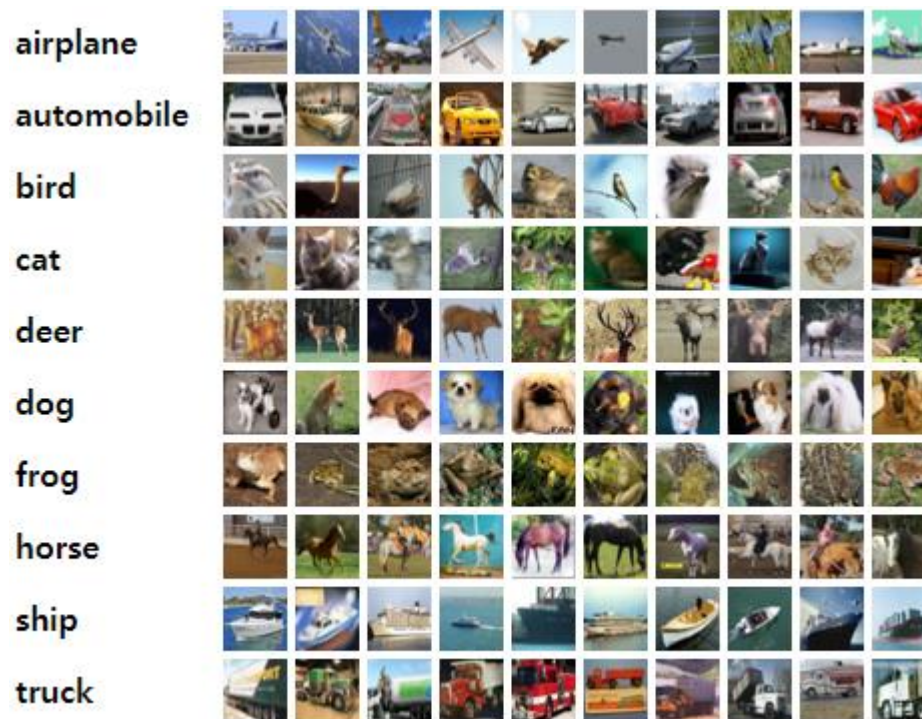 airplane
automobile
bird
cat
deer
dog
frog
horse
ship
truck